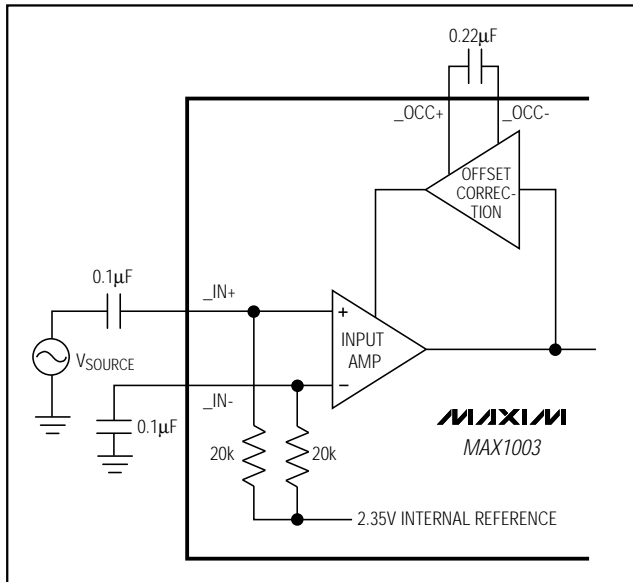 0.22µF
_OCC+
_OCC-
OFFSET
CORREC-
TION
0.1µF
_IN+
+
INPUT
AMP
VSOURCE
_IN-
−
0.1µF
20k
20k
MAXIM
MAX1003
2.35V INTERNAL REFERENCE